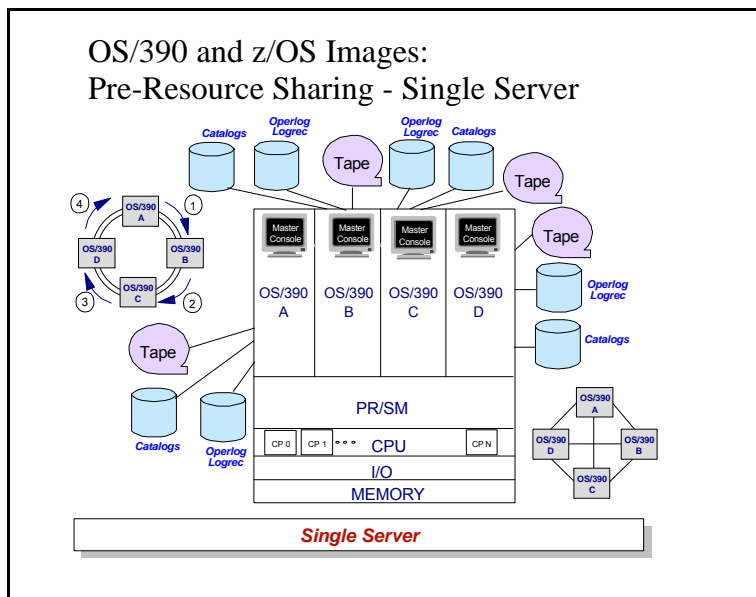 OS/390 and z/OS Images:
Pre-Resource Sharing - Single Server
Catalogs
Operlog
Logrec
Tape
Operlog
Logrec
Catalogs
Tape
Tape
Operlog
Logrec
Catalogs
4
OS/390
A
1
OS/390
D
OS/390
B
3
OS/390
C
2
Master
Console
Master
Console
Master
Console
Master
Console
OS/390
A
OS/390
B
OS/390
C
OS/390
D
Tape
Catalogs
Operlog
Logrec
PR/SM
CP 0
CP 1
CPU
CP N
I/O
MEMORY
OS/390
A
OS/390
D
OS/390
B
OS/390
C
Single Server